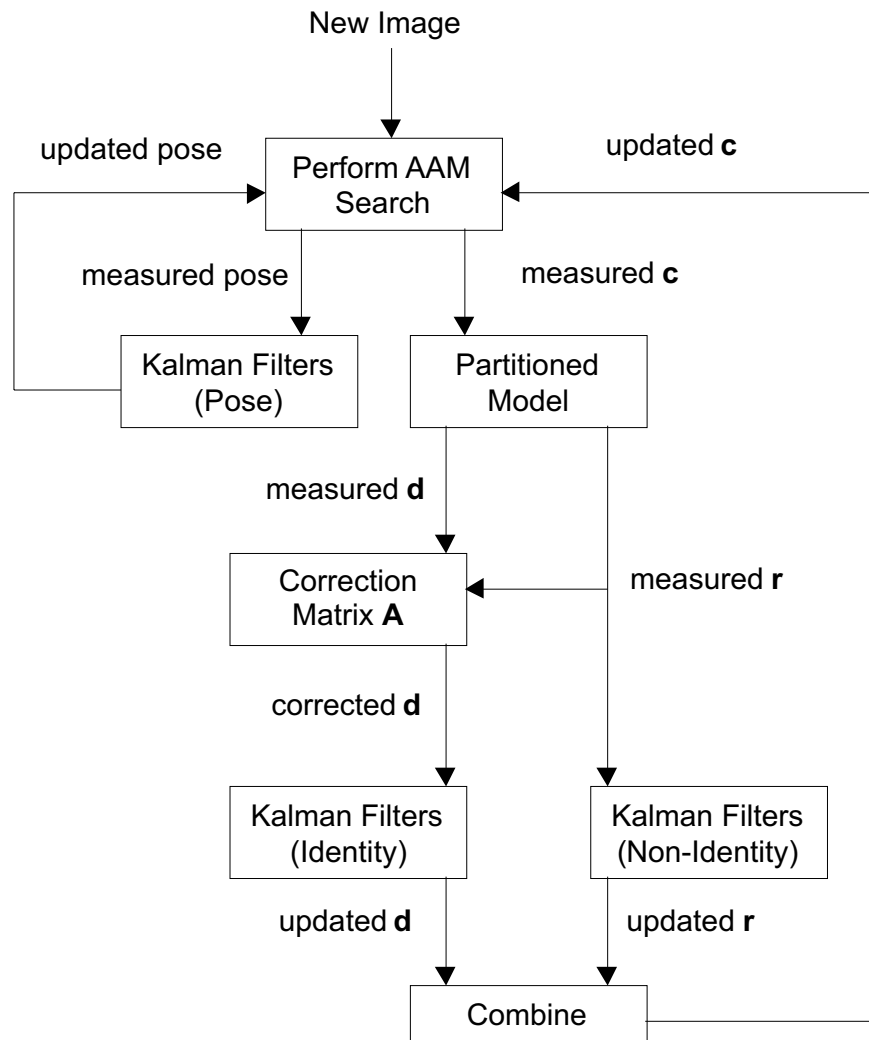 New Image
updated pose
updated c
Perform AAM
Search
measured pose
measured c
Kalman Filters
(Pose)
Partitioned
Model
measured d
Correction
Matrix A
measured r
corrected d
Kalman Filters
(Identity)
Kalman Filters
(Non-Identity)
updated d
updated r
Combine